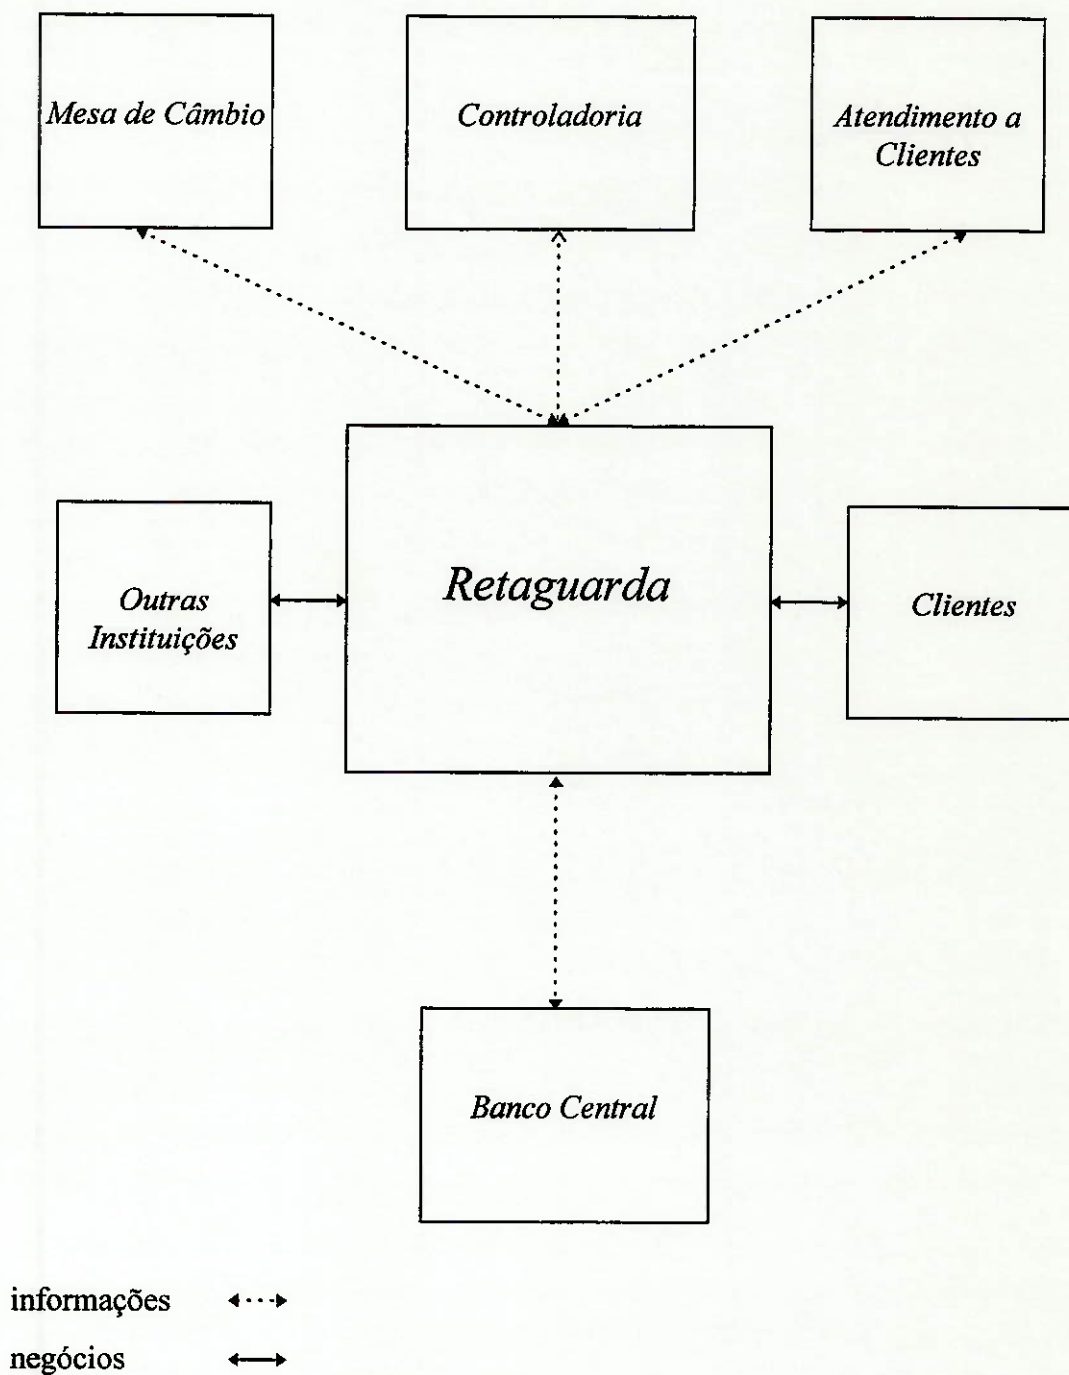 Mesa de Câmbio
Controladoria
Atendimento a
Clientes
Outras
Instituições
Retaguarda
Clientes
Banco Central
informações
negócios